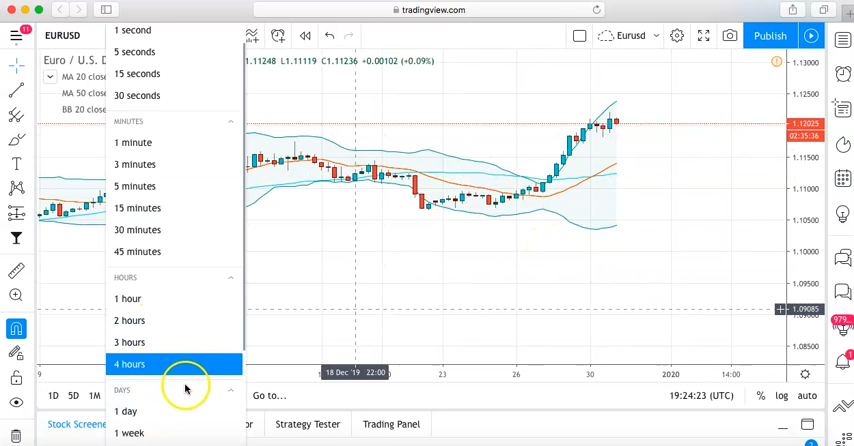 tradingview.com
11
EURUSD
Eurusd
Publish
1 second
5 seconds
15 seconds
30 seconds
MINUTES
1 minute
3 minutes
5 minutes
15 minutes
30 minutes
45 minutes
HOURS
1 hour
2 hours
3 hours
4 hours
DAYS
1 day
1 week
Euro / U.S. D
1.11248 L1.11119 C1.11236 +0.00102 (+0.09%)
MA 20 close
MA 50 close
BB 20 close
1.13000
1.12500
1.12025
02:35:36
1.11500
1.11000
1.10500
1.10000
1.09500
1.09085
1.08500
979
9
18 Dec '19 22:00
23
26
30
2020
14:00
1D 5D 1M
Go to...
19:24:23 (UTC)
% log auto
Stock Screene
or
Strategy Tester
Trading Panel